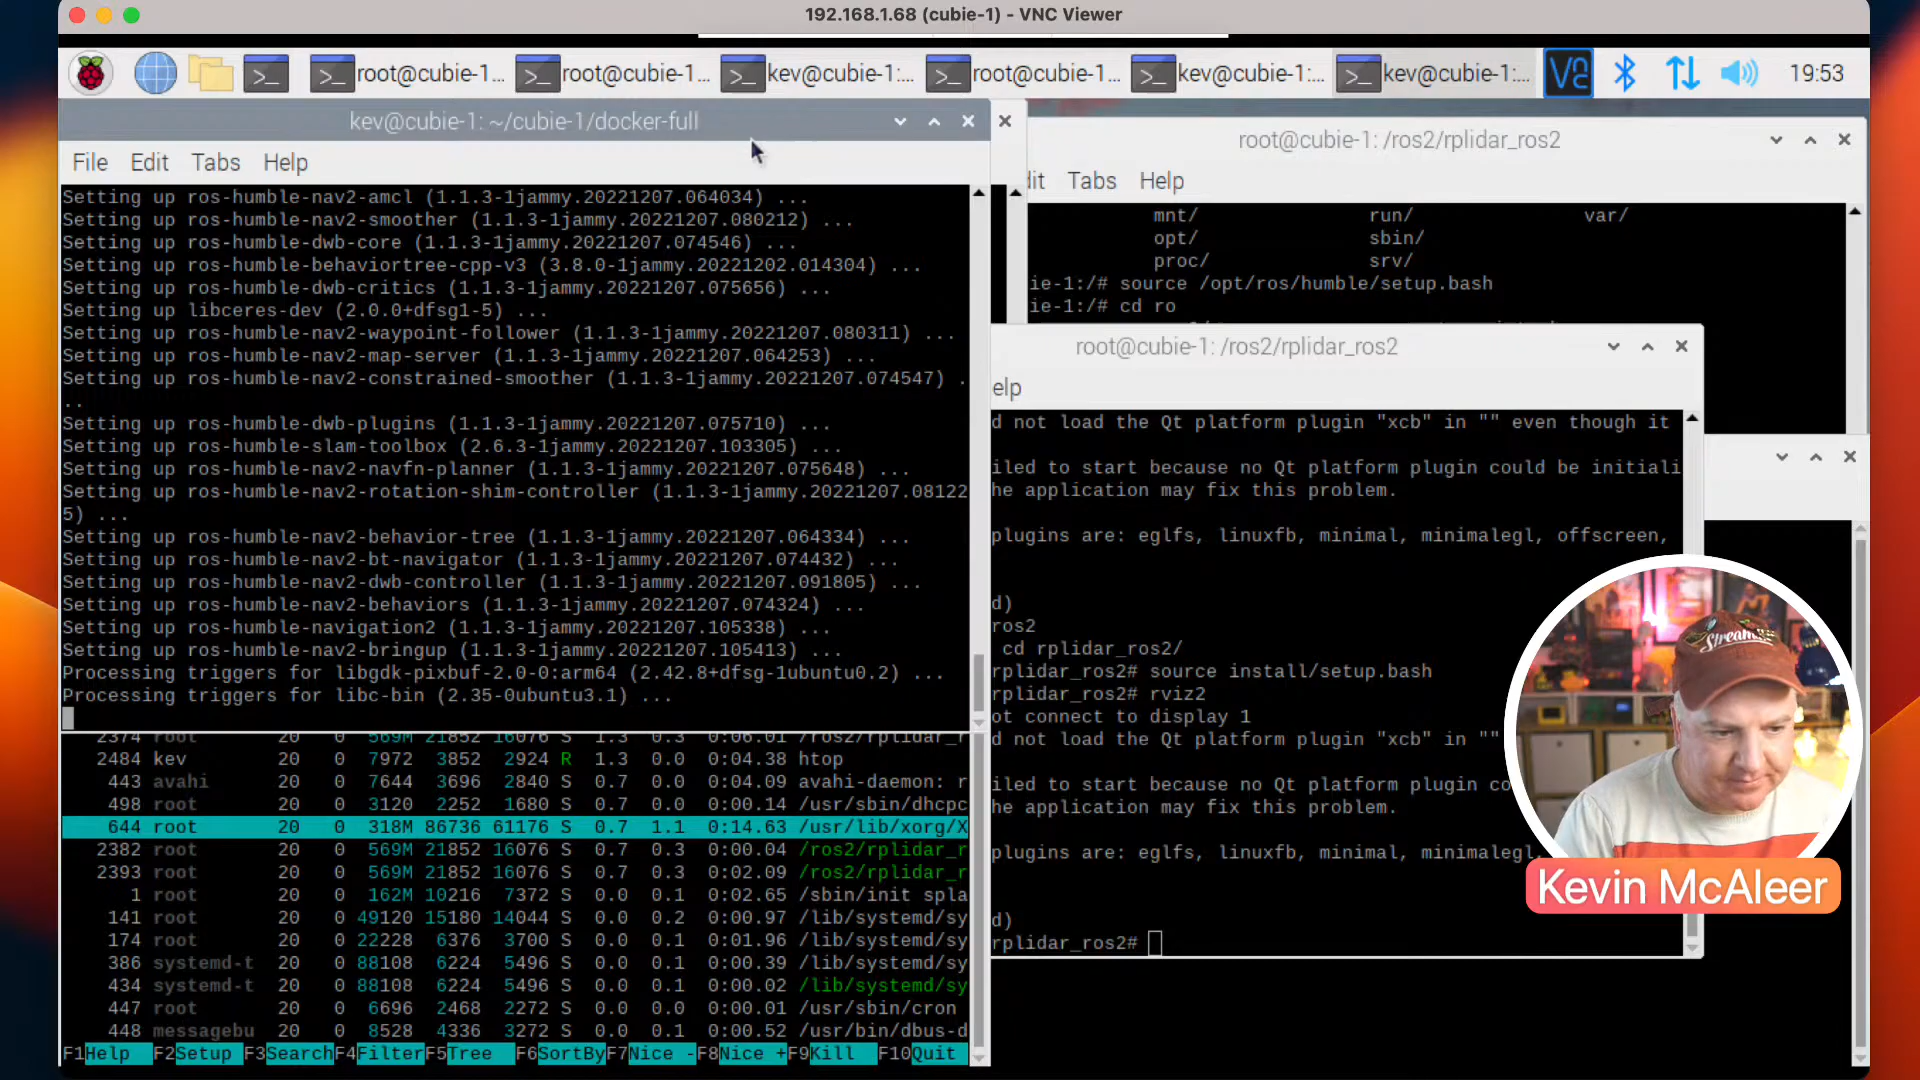 192.168.1.68 (cubie-1) - VNC Viewer
root@cubie-1... root@cubie-1... kev@cubie-1:... root@cubie-1... kev@cubie-1:... kev@cubie-1:... 19:53
kev@cubie-1: ~/cubie-1/docker-full
File Edit Tabs Help
Setting up ros-humble-nav2-amcl (1.1.3-1jammy.20221207.064034) ...
Setting up ros-humble-nav2-smoother (1.1.3-1jammy.20221207.080212) ...
Setting up ros-humble-dwb-core (1.1.3-1jammy.20221207.074546) ...
Setting up ros-humble-behaviortree-cpp-v3 (3.8.0-1jammy.20221202.014304) ...
Setting up ros-humble-dwb-critics (1.1.3-1jammy.20221207.075656) ...
Setting up libceres-dev (2.0.0+dfsg1-5) ...
Setting up ros-humble-nav2-waypoint-follower (1.1.3-1jammy.20221207.080311) ...
Setting up ros-humble-nav2-map-server (1.1.3-1jammy.20221207.064253) ...
Setting up ros-humble-nav2-constrained-smoother (1.1.3-1jammy.20221207.074547) .
..
Setting up ros-humble-dwb-plugins (1.1.3-1jammy.20221207.075710) ...
Setting up ros-humble-slam-toolbox (2.6.3-1jammy.20221207.103305) ...
Setting up ros-humble-nav2-navfn-planner (1.1.3-1jammy.20221207.075648) ...
Setting up ros-humble-nav2-rotation-shim-controller (1.1.3-1jammy.20221207.08122
5) ...
Setting up ros-humble-nav2-behavior-tree (1.1.3-1jammy.20221207.064334) ...
Setting up ros-humble-nav2-bt-navigator (1.1.3-1jammy.20221207.074432) ...
Setting up ros-humble-dwb-controller (1.1.3-1jammy.20221207.091805) ...
Setting up ros-humble-nav2-behaviors (1.1.3-1jammy.20221207.074324) ...
Setting up ros-humble-navigation2 (1.1.3-1jammy.20221207.105338) ...
Setting up ros-humble-nav2-bringup (1.1.3-1jammy.20221207.105413) ...
Processing triggers for libgdk-pixbuf-2.0-0:arm64 (2.42.8+dfsg-1ubuntu0.2) ...
Processing triggers for libc-bin (2.35-0ubuntu3.1) ...
2374 root 20 0 569M 21852 16076 S 1.3 0.3 0:06.01 /ros2/rplidar_r
2484 kev 20 0 7972 3852 2924 R 1.3 0.0 0:04.38 htop
443 avahi 20 0 7644 3696 2840 S 0.7 0.0 0:04.09 avahi-daemon: r
498 root 20 0 3120 2252 1680 S 0.7 0.0 0:00.14 /usr/sbin/dhcpc
644 root 20 0 318M 86736 61176 S 0.7 1.1 0:14.63 /usr/lib/xorg/X
2382 root 20 0 569M 21852 16076 S 0.7 0.3 0:00.04 /ros2/rplidar_r
2393 root 20 0 569M 21852 16076 S 0.7 0.3 0:02.09 /ros2/rplidar_r
1 root 20 0 162M 10216 7372 S 0.0 0.1 0:02.65 /sbin/init spla
141 root 20 0 49120 15180 14044 S 0.0 0.2 0:00.97 /lib/systemd/sy
174 root 20 0 22228 6376 3700 S 0.0 0.1 0:01.96 /lib/systemd/sy
386 systemd-t 20 0 88108 6224 5496 S 0.0 0.1 0:00.39 /lib/systemd/sy
434 systemd-t 20 0 88108 6224 5496 S 0.0 0.1 0:00.02 /lib/systemd/sy
447 root 20 0 6696 2468 2272 S 0.0 0.0 0:00.01 /usr/sbin/cron
448 messagebu 20 0 8528 4336 3272 S 0.0 0.1 0:00.52 /usr/bin/dbus-d
F1Help F2Setup F3SearchF4FilterF5Tree F6SortByF7Nice -F8Nice +F9Kill F10Quit
root@cubie-1: /ros2/rplidar_ros2
dit Tabs Help
mnt/ run/ var/
opt/ sbin/
proc/ srv/
ie-1:/# source /opt/ros/humble/setup.bash
ie-1:/# cd ro
root@cubie-1: /ros2/rplidar_ros2
elp
d not load the Qt platform plugin "xcb" in "" even though it
iled to start because no Qt platform plugin could be initiali
he application may fix this problem.
plugins are: eglfs, linuxfb, minimal, minimalegl, offscreen,
d)
ros2
cd rplidar_ros2/
rplidar_ros2# source install/setup.bash
rplidar_ros2# rviz2
ot connect to display 1
d not load the Qt platform plugin "xcb" in ""
iled to start because no Qt platform plugin co
he application may fix this problem.
plugins are: eglfs, linuxfb, minimal, minimalegl,
d)
rplidar_ros2#
Kevin McAleer